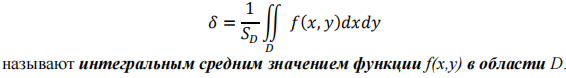 δ = 1/S_D ∬_D f(x, y)dxdy
называют интегральным средним значением функции f(x,y) в области D.